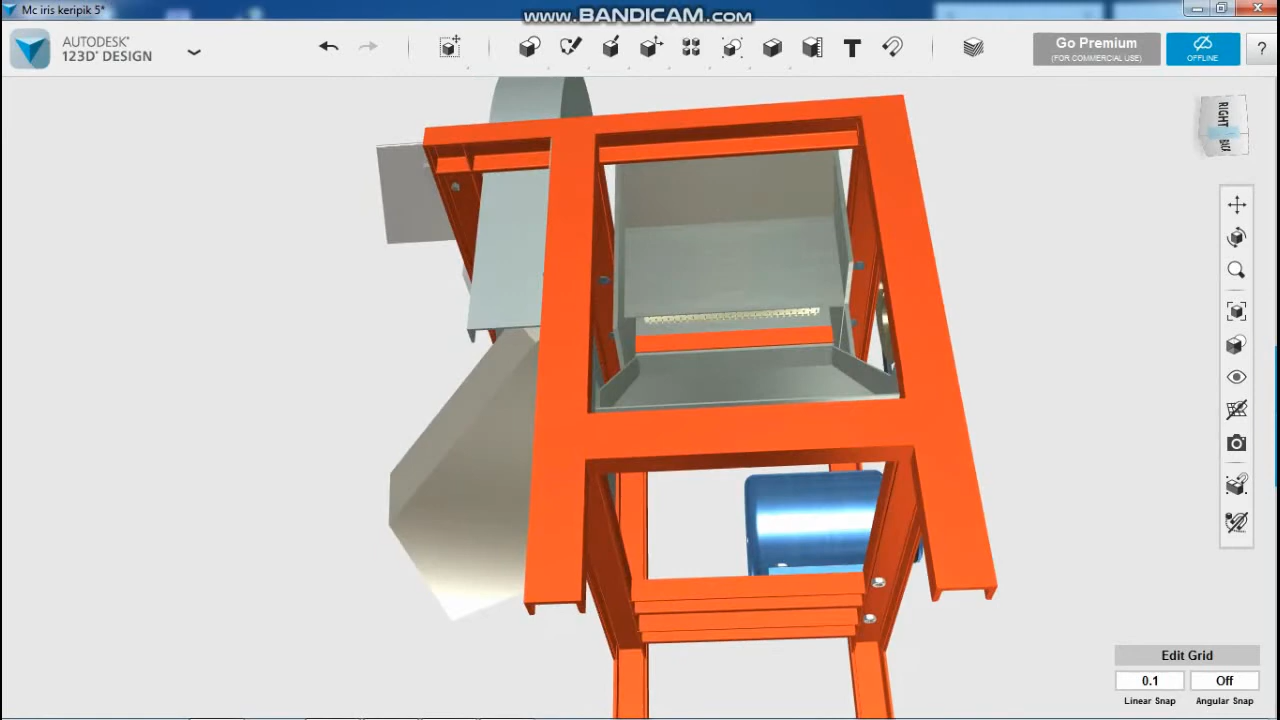 Mc iris keripik 5*
www.BANDICAM.com
AUTODESK®
123D® DESIGN
T
Go Premium
(FOR COMMERCIAL USE)
OFFLINE
?
RIGHT
Edit Grid
0.1
Off
Linear Snap
Angular Snap